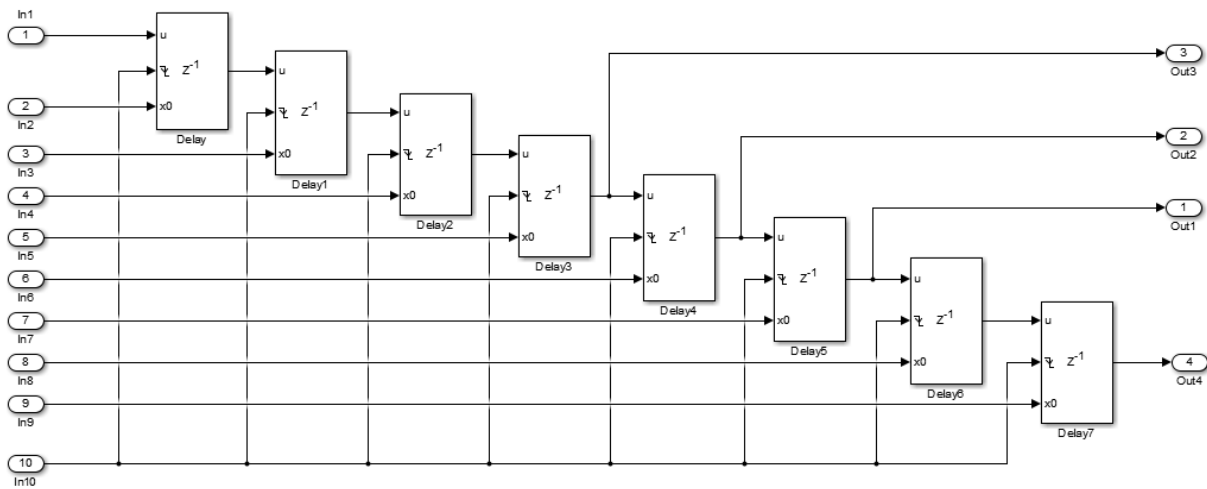 In1
1
u
z-1
x0
Delay
2
In2
u
z-1
x0
Delay1
3
In3
u
z-1
x0
Delay2
4
In4
u
z-1
x0
Delay3
5
In5
u
z-1
x0
Delay4
6
In6
u
z-1
x0
Delay5
7
In7
u
z-1
x0
Delay6
8
In8
u
z-1
x0
Delay7
9
In9
10
In10
3
Out3
2
Out2
1
Out1
4
Out4